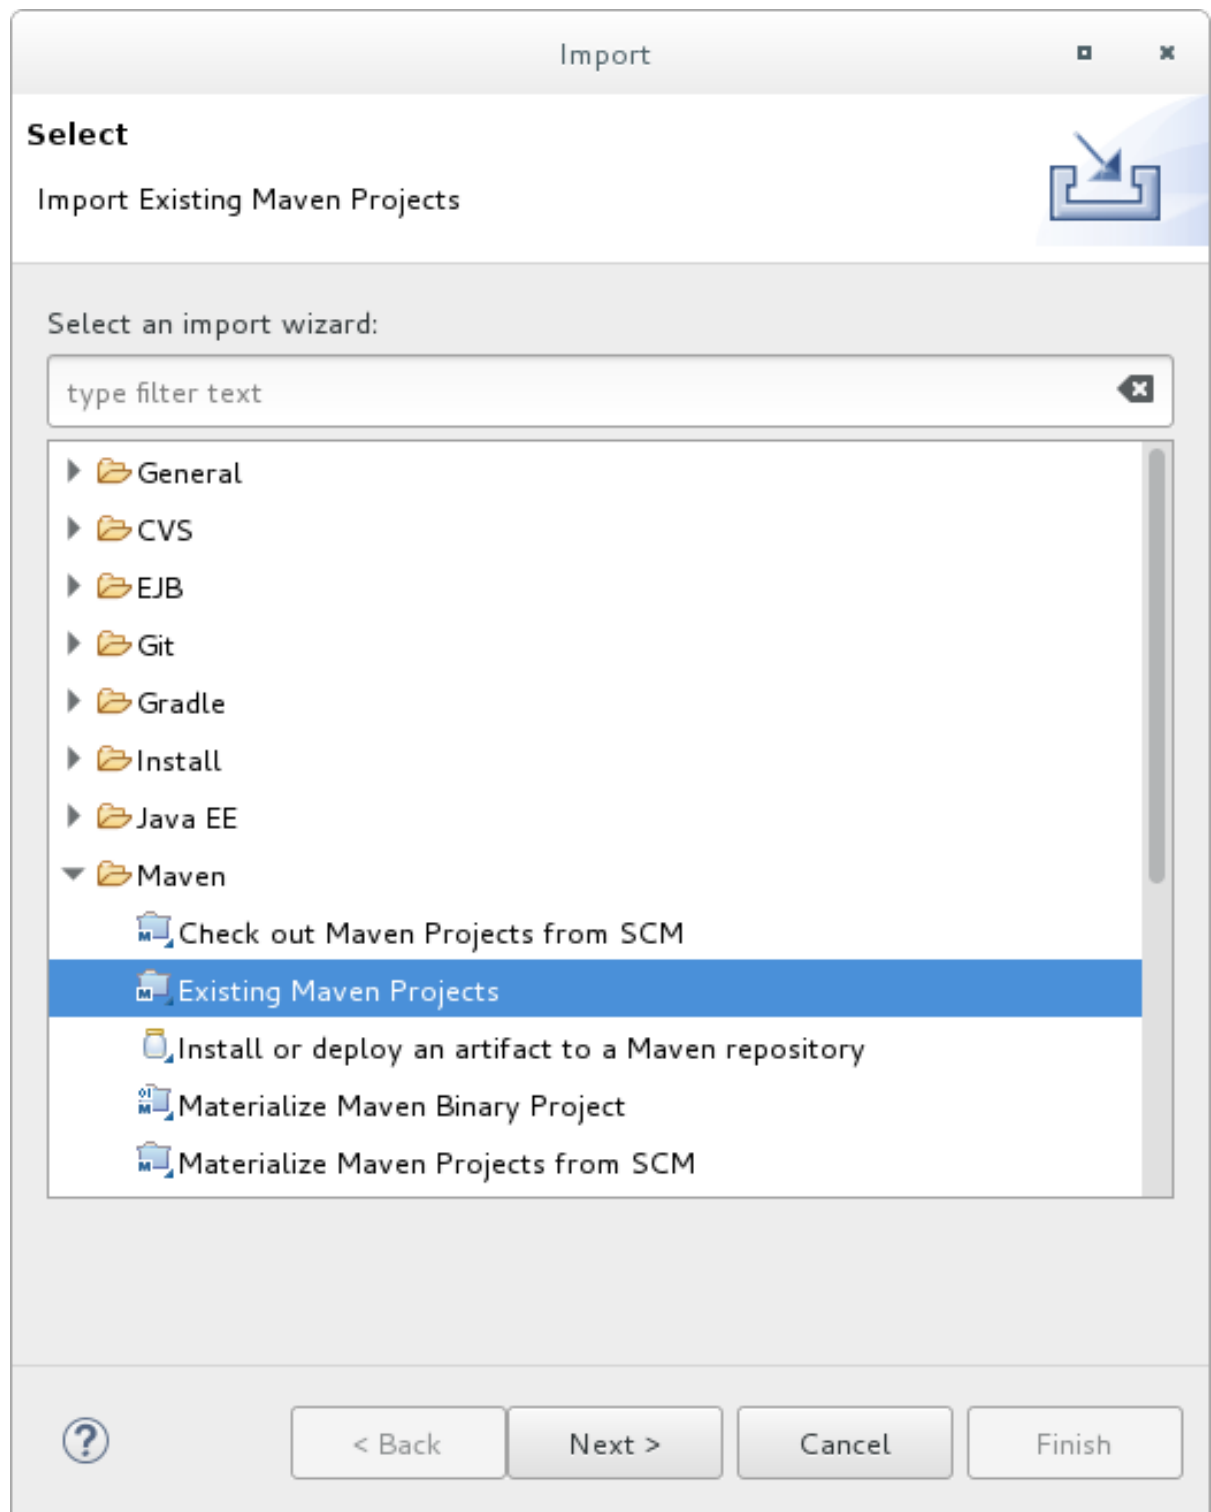 Import
Select
Import Existing Maven Projects
Select an import wizard:
type filter text
General
CVS
EJB
Git
Gradle
Install
Java EE
Maven
Check out Maven Projects from SCM
Existing Maven Projects
Install or deploy an artifact to a Maven repository
Materialize Maven Binary Project
Materialize Maven Projects from SCM
? < Back Next > Cancel Finish